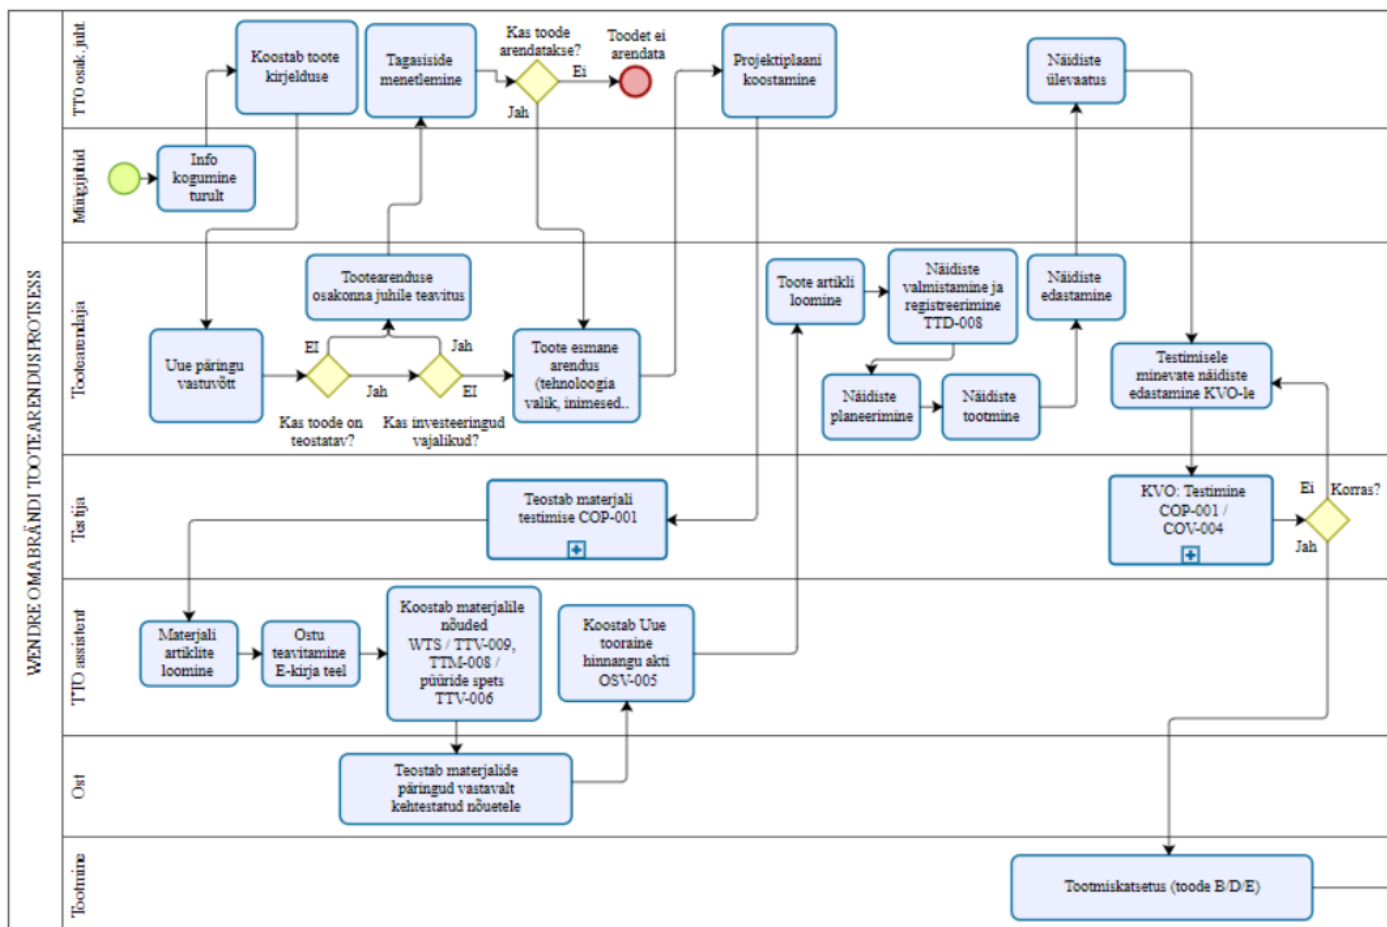 WENDRE OMABRÄNDI TOOTEARENDUSPROTSESS
TTO osak. juht
Koostab toote
kirjelduse
Tagasiside
menetlemine
Kas toode
arendatakse?
Ei
Jah
Toodet ei
arendata
Projektiplaani
koostamine
Näidiste
ülevaatus
Müügijuhid
Info
kogumine
turult
Tootearendaja
Uue päringu
vastuvõtt
Tootearenduse
osakonna juhile teavitus
EI
Jah
Kas toode on
teostatav?
Jah
EI
Kas investeeringud
vajalikud?
Toote esmane
arendus
(tehnoloogia
valik, inimesed..
Toote artikli
loomine
Näidiste
valmistamine ja
registreerimine
TTD-008
Näidiste
planeerimine
Näidiste
tootmine
Näidiste
edastamine
Testimisele
minevate näidiste
edastamine KVO-le
Testija
Teostab materjali
testimise COP-001
KVO: Testimine
COP-001 /
COV-004
Ei
Korras?
Jah
TTO assistent
Materjali
artiklite
loomine
Ostu
teavitamine
E-kirja teel
Koostab materjalile
nõuded
WTS / TTV-009,
TTM-008 /
püüride spets
TTV-006
Koostab Uue
tooraine
hinnangu akti
OSV-005
Ost
Teostab materjalide
päringud vastavalt
kehtestatud nõuetele
Tootmine
Tootmiskatsetus (toode B/D/E)